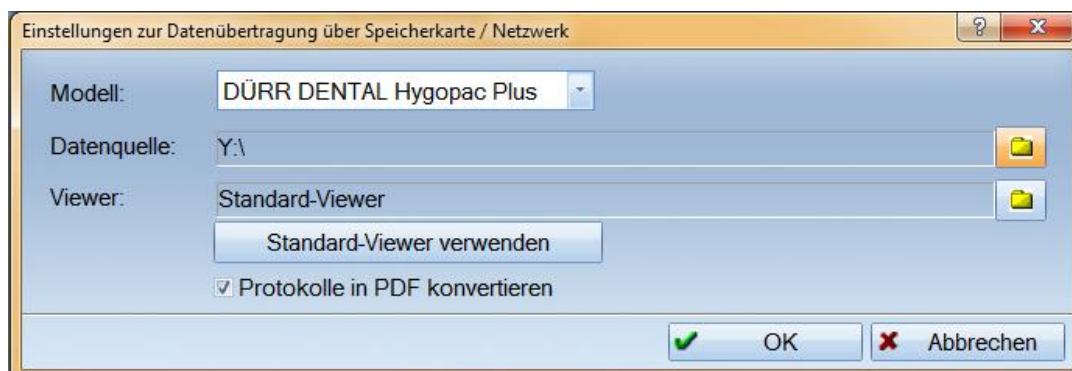 Einstellungen zur Datenübertragung über Speicherkarte / Netzwerk
Modell: DÜRR DENTAL Hygopac Plus
Datenquelle: Y:\
Viewer: Standard-Viewer
Standard-Viewer verwenden
Protokolle in PDF konvertieren
OK Abbrechen